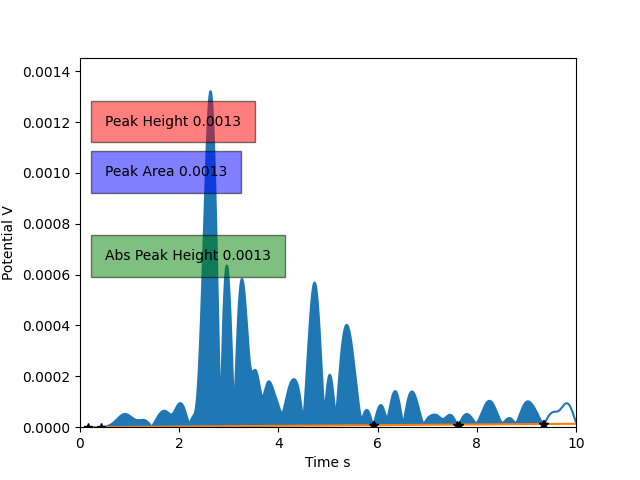 0.0014
0.0012
0.0010
0.0008
0.0006
0.0004
0.0002
0.0000
Potential V
Peak Height 0.0013
Peak Area 0.0013
Abs Peak Height 0.0013
0 2 4 6 8 10
Time s